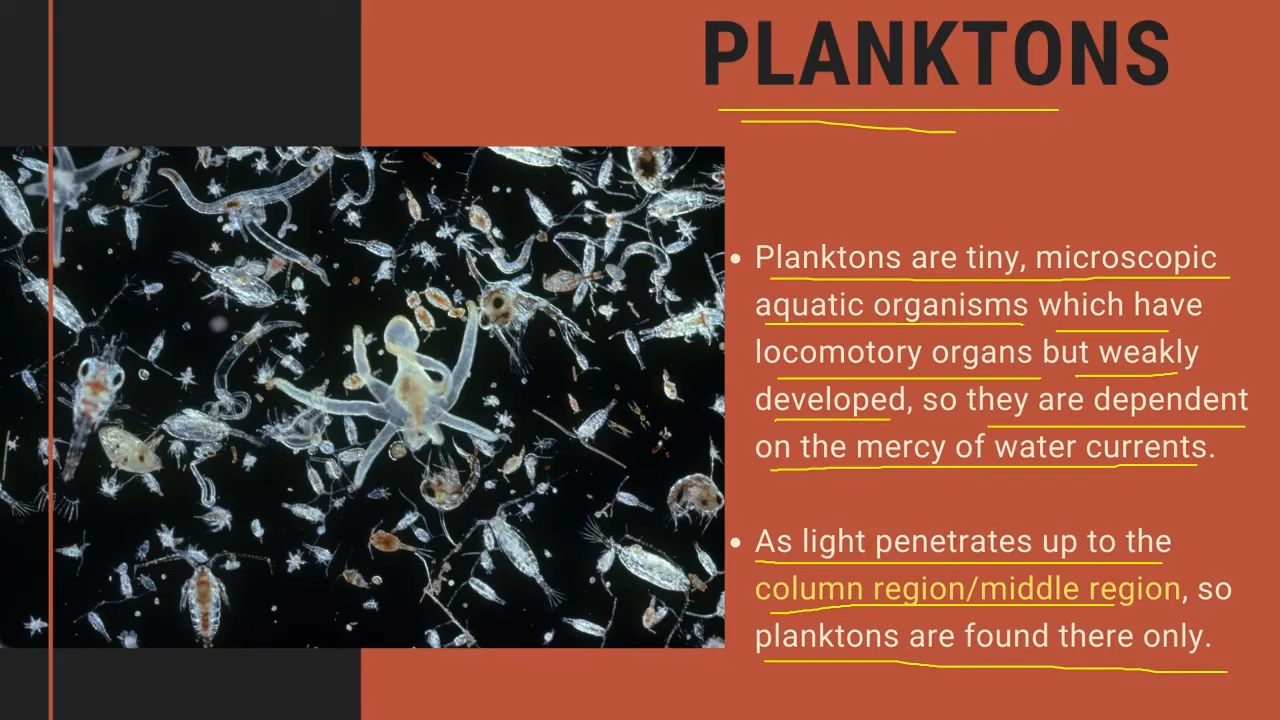 PLANKTONS
• Planktons are tiny, microscopic
aquatic organisms which have
locomotory organs but weakly
developed, so they are dependent
on the mercy of water currents.
• As light penetrates up to the
column region/middle region, so
planktons are found there only.